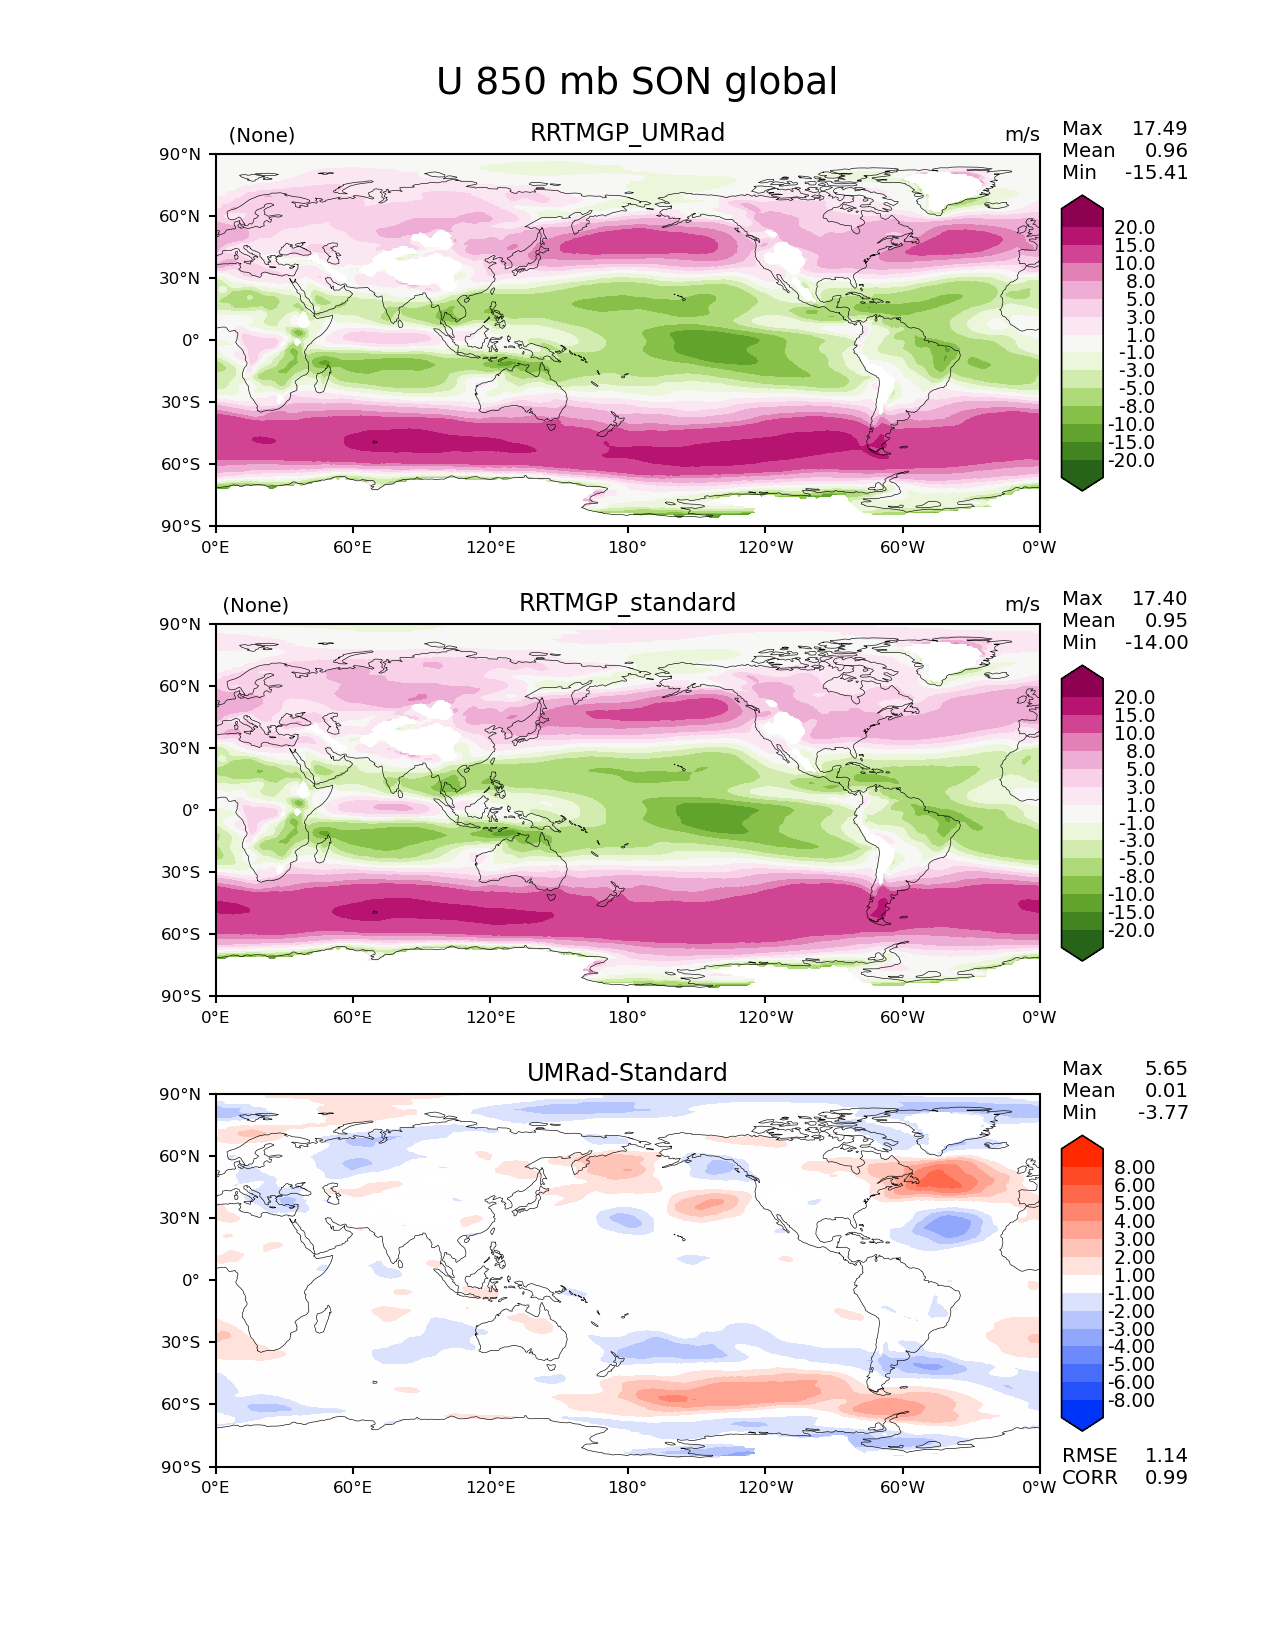 U 850 mb SON global
(None) RRTMGP_UMRad m/s
Max 17.49
Mean 0.96
Min -15.41
90°N
60°N
30°N
0°
30°S
60°S
90°S
0°E 60°E 120°E 180° 120°W 60°W 0°W
20.0
15.0
10.0
8.0
5.0
3.0
1.0
-1.0
-3.0
-5.0
-8.0
-10.0
-15.0
-20.0
(None) RRTMGP_standard m/s
Max 17.40
Mean 0.95
Min -14.00
90°N
60°N
30°N
0°
30°S
60°S
90°S
0°E 60°E 120°E 180° 120°W 60°W 0°W
20.0
15.0
10.0
8.0
5.0
3.0
1.0
-1.0
-3.0
-5.0
-8.0
-10.0
-15.0
-20.0
UMRad-Standard
Max 5.65
Mean 0.01
Min -3.77
90°N
60°N
30°N
0°
30°S
60°S
90°S
0°E 60°E 120°E 180° 120°W 60°W 0°W
8.00
6.00
5.00
4.00
3.00
2.00
1.00
-1.00
-2.00
-3.00
-4.00
-5.00
-6.00
-8.00
RMSE 1.14
CORR 0.99